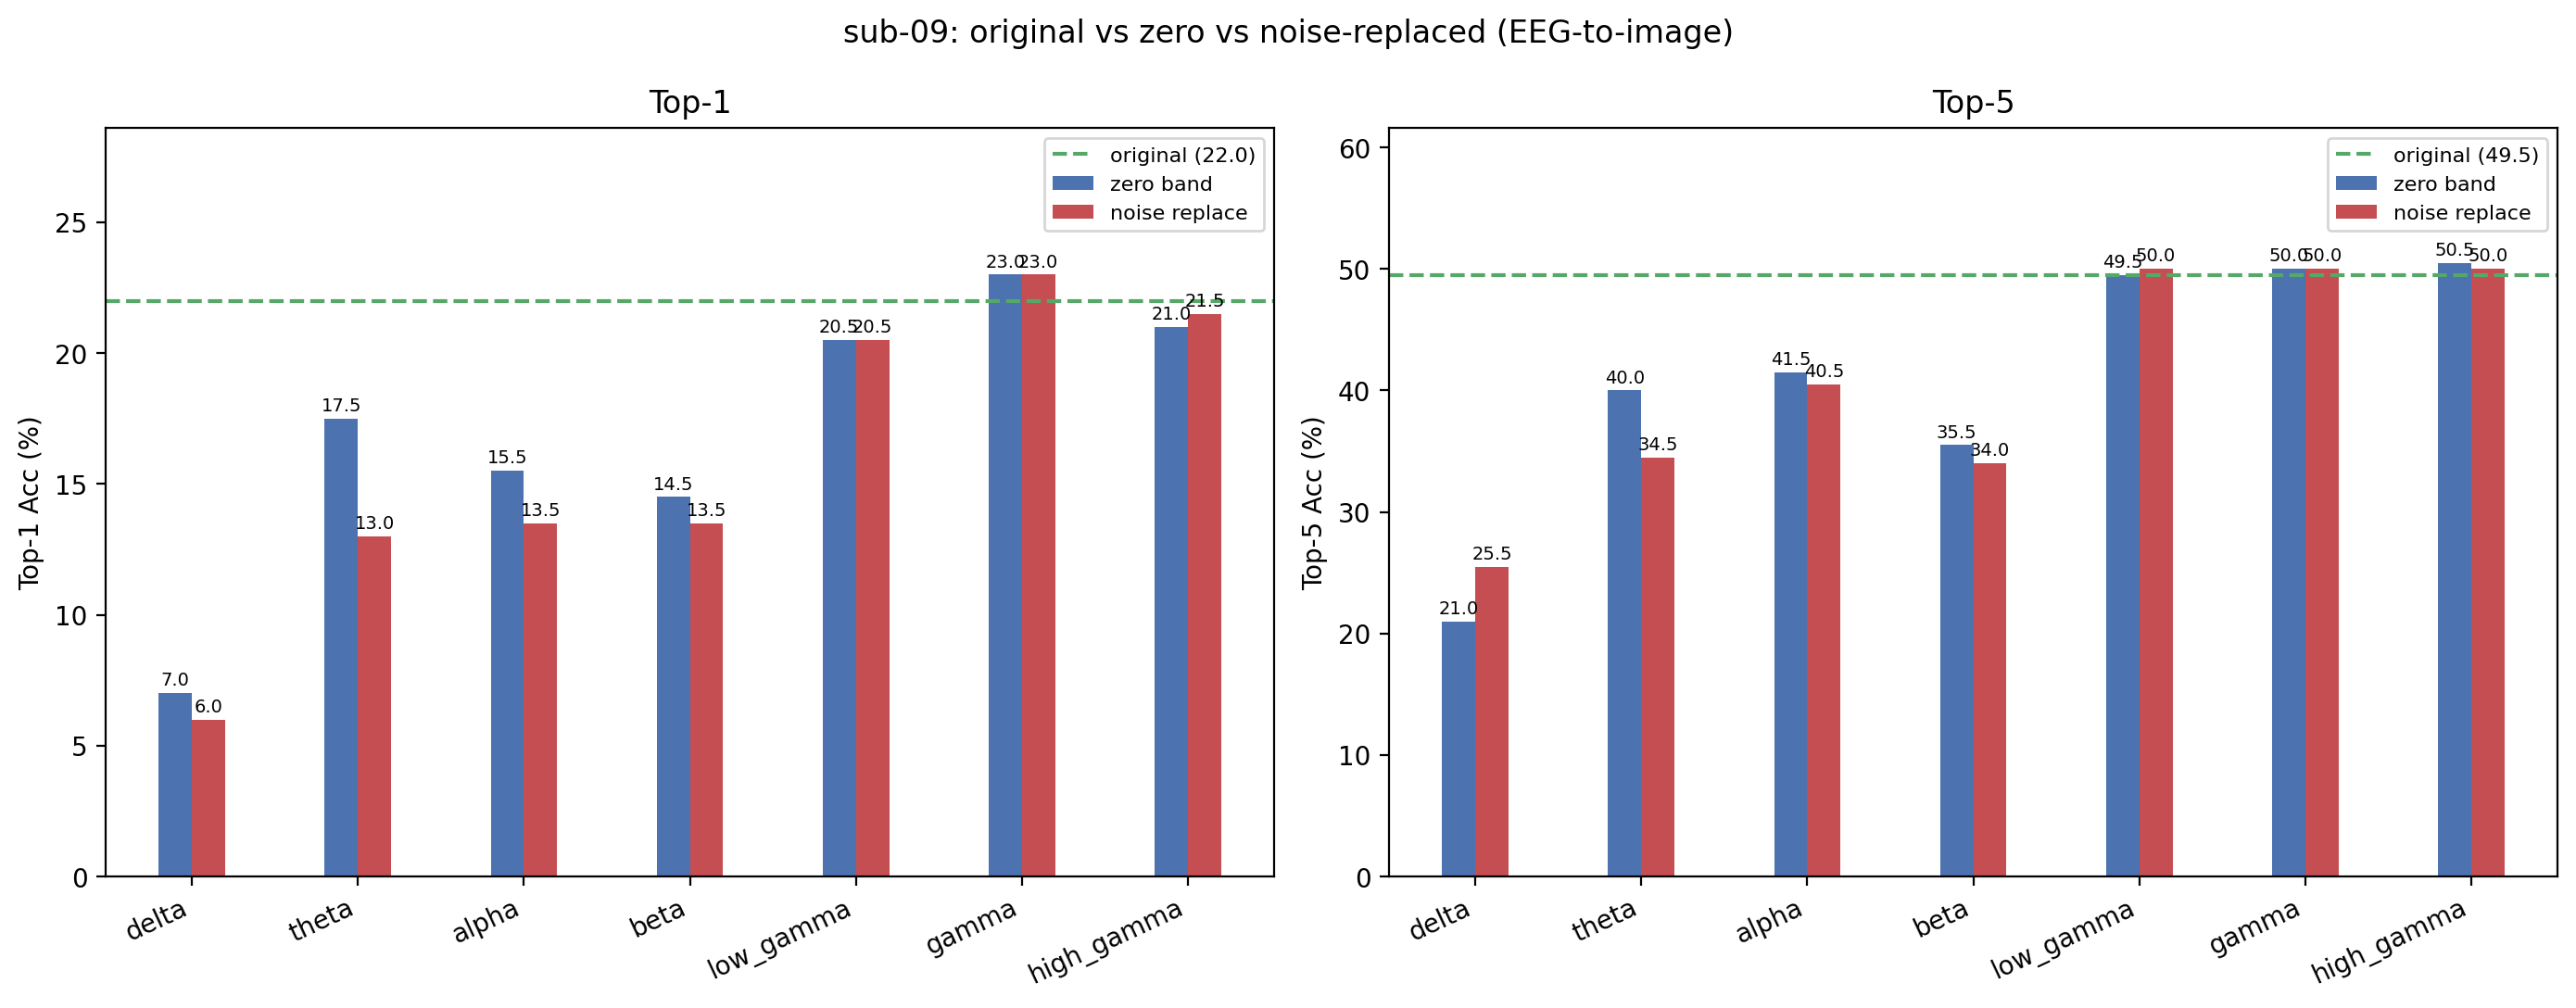 sub-09: original vs zero vs noise-replaced (EEG-to-image)
Top-1
original (22.0)
zero band
noise replace
Top-1 Acc (%)
25
20
15
10
5
0
7.0
6.0
17.5
13.0
15.5
13.5
14.5
13.5
20.5
20.5
23.0
23.0
21.0
21.5
delta
theta
alpha
beta
low_gamma
gamma
high_gamma
Top-5
original (49.5)
zero band
noise replace
Top-5 Acc (%)
60
50
40
30
20
10
0
21.0
25.5
40.0
34.5
41.5
40.5
35.5
34.0
49.5
50.0
50.0
50.0
50.5
50.0
delta
theta
alpha
beta
low_gamma
gamma
high_gamma